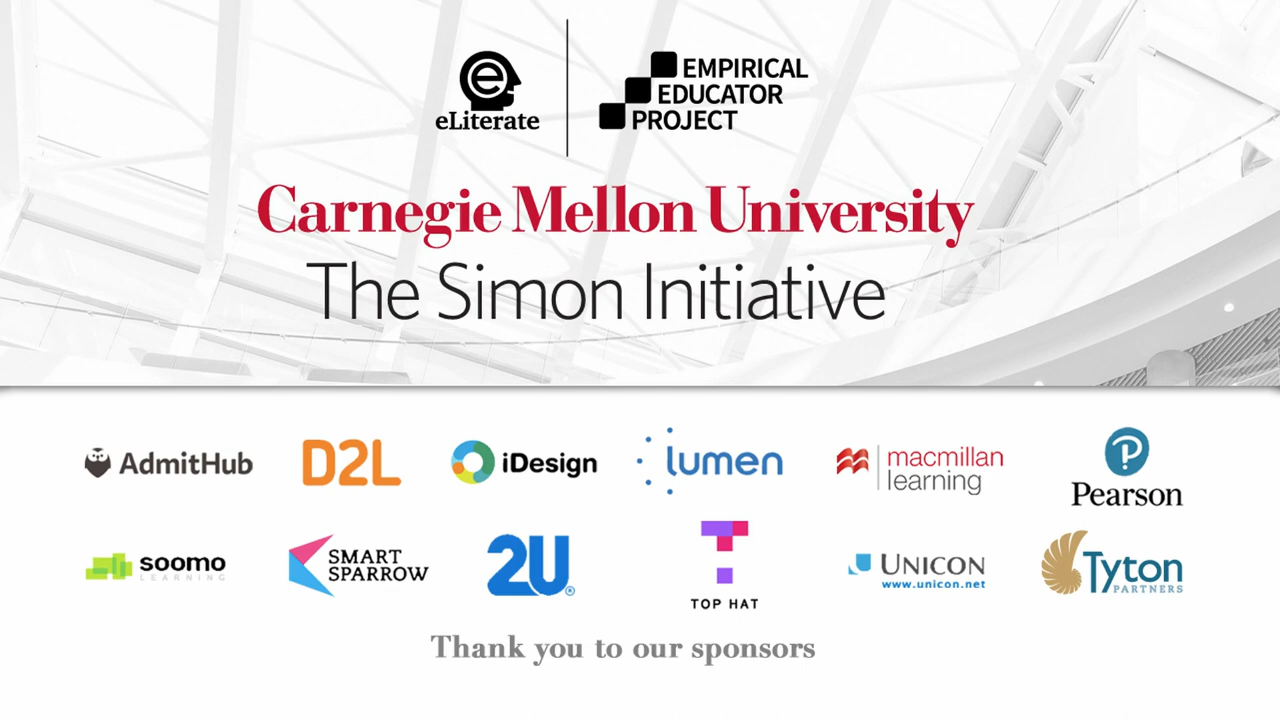 eLiterate
EMPIRICAL
EDUCATOR
PROJECT
Carnegie Mellon University
The Simon Initiative
AdmitHub
D2L
iDesign
lumen
macmillan
learning
Pearson
soomo
LEARNING
SMART
SPARROW
2U®
TOP HAT
UNICON
www.unicon.net
Tyton
PARTNERS
Thank you to our sponsors